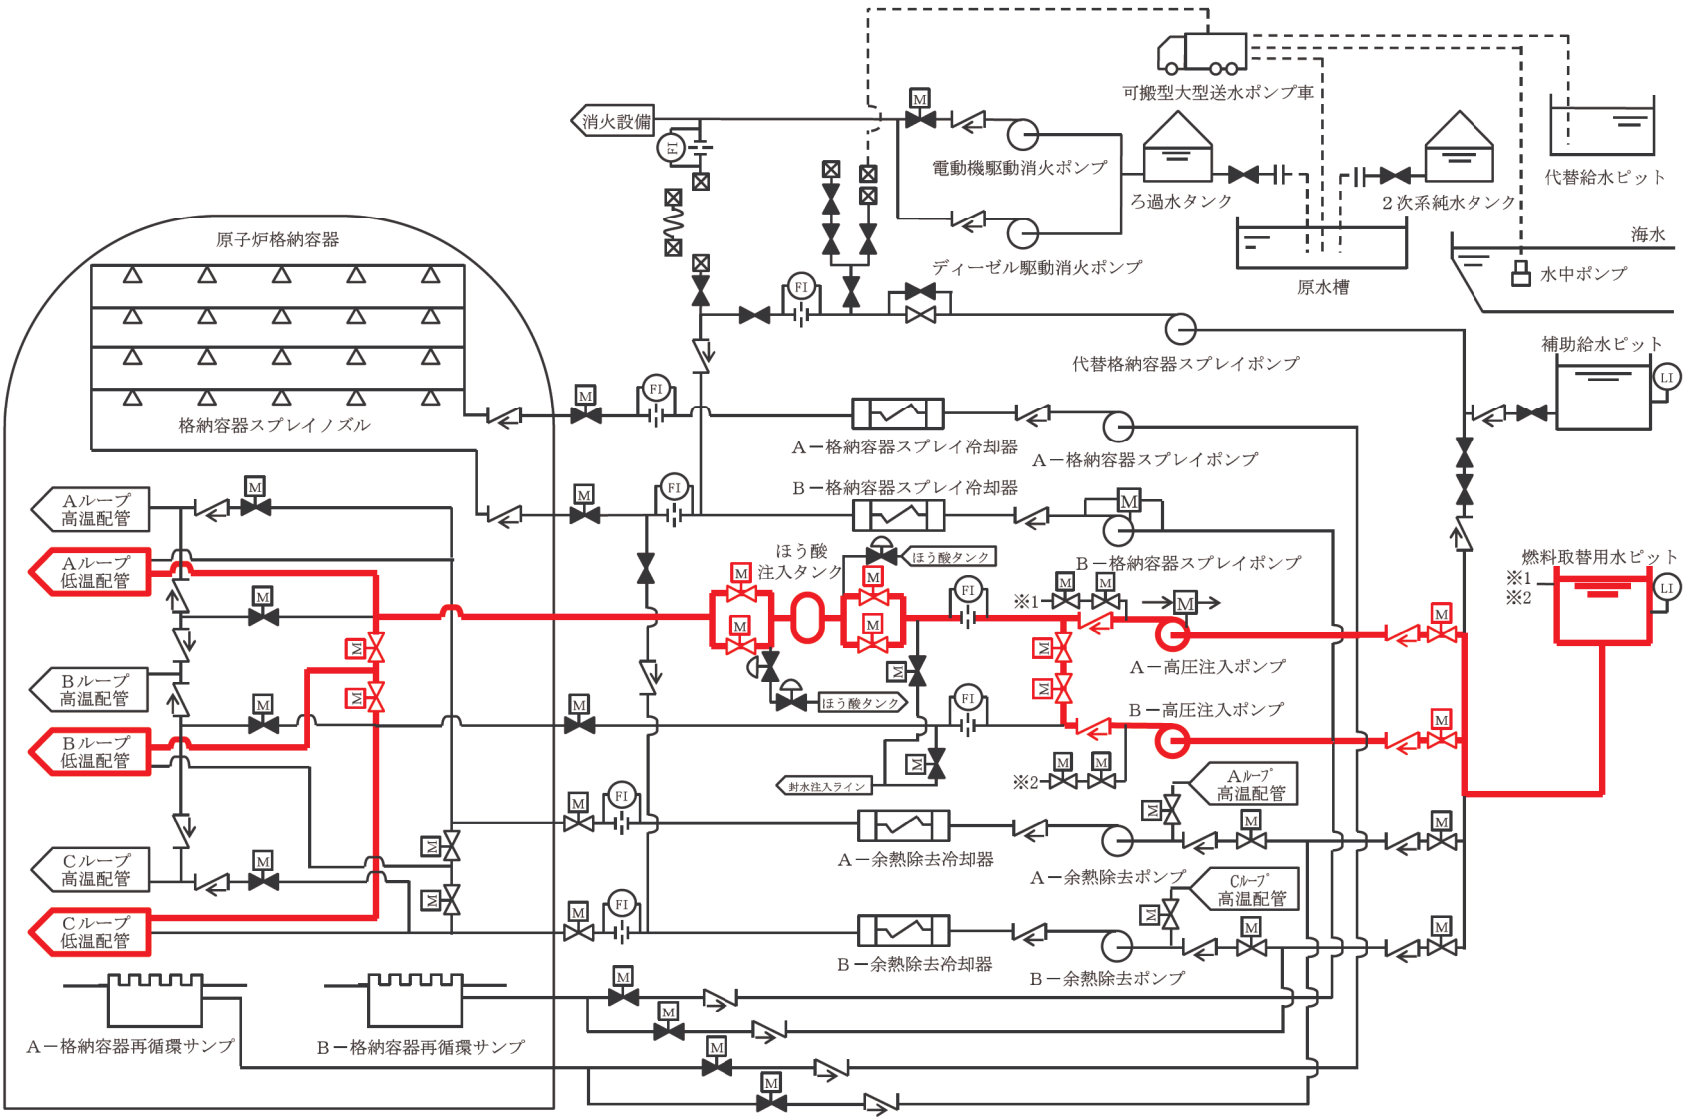 消火設備
FI
M
可搬型大型送水ポンプ車
電動機駆動消火ポンプ
ろ過水タンク
2次系純水タンク
代替給水ピット
ディーゼル駆動消火ポンプ
原水槽
海水
水中ポンプ
原子炉格納容器
FI
代替格納容器スプレイポンプ
補助給水ピット
LI
格納容器スプレイノズル
M
FI
A-格納容器スプレイ冷却器
A-格納容器スプレイポンプ
Aループ
高温配管
M
M
FI
B-格納容器スプレイ冷却器
M
B-格納容器スプレイポンプ
Aループ
低温配管
ほう酸
注入タンク
ほう酸タンク
燃料取替用水ピット
※1
※2
LI
M
M
M
M
M
FI
※1
M
M
M
M
M
A-高圧注入ポンプ
M
Bループ
高温配管
M
M
M
M
M
ほう酸タンク
FI
B-高圧注入ポンプ
M
Bループ
低温配管
M
封水注入ライン
※2
M
M
Aループ
高温配管
M
FI
M
M
M
A-余熱除去冷却器
A-余熱除去ポンプ
Cループ
高温配管
M
M
Cループ
高温配管
M
Cループ
低温配管
M
FI
M
M
M
B-余熱除去冷却器
B-余熱除去ポンプ
M
M
A-格納容器再循環サンプ
B-格納容器再循環サンプ
M
M